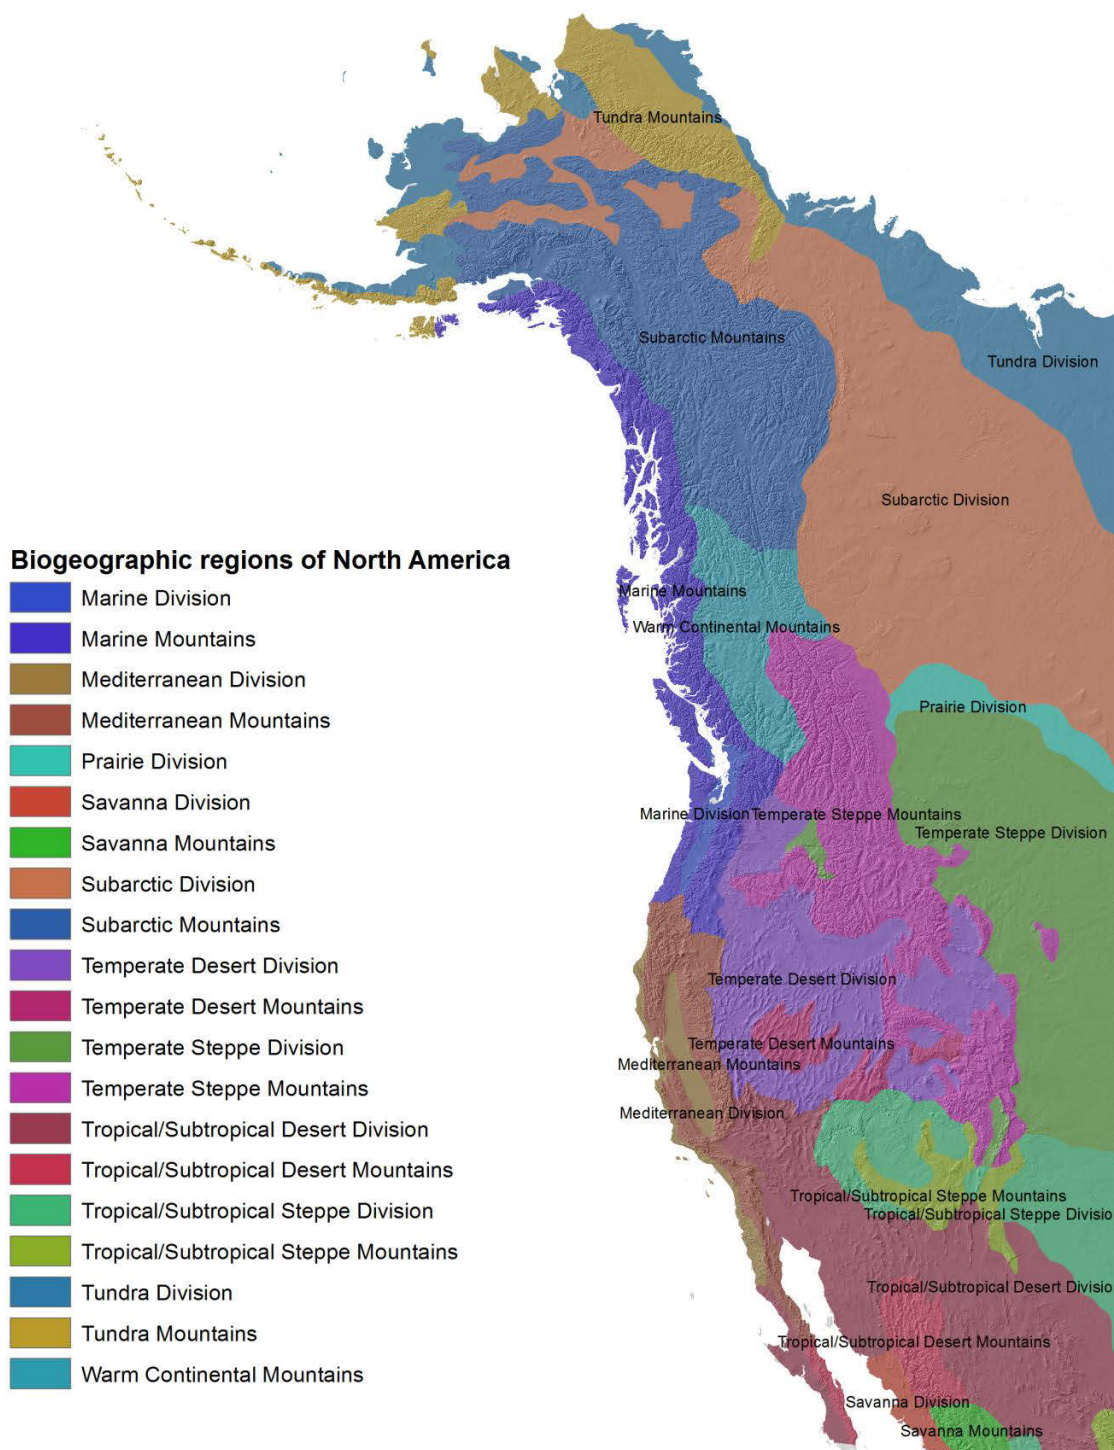 Tundra Mountains
Subarctic Mountains
Tundra Division
Subarctic Division
Biogeographic regions of North America
Marine Division
Marine Mountains
Mediterranean Division
Mediterranean Mountains
Prairie Division
Savanna Division
Savanna Mountains
Subarctic Division
Subarctic Mountains
Temperate Desert Division
Temperate Desert Mountains
Temperate Steppe Division
Temperate Steppe Mountains
Tropical/Subtropical Desert Division
Tropical/Subtropical Desert Mountains
Tropical/Subtropical Steppe Division
Tropical/Subtropical Steppe Mountains
Tundra Division
Tundra Mountains
Warm Continental Mountains
Marine Mountains
Warm Continental Mountains
Prairie Division
Marine Division
Temperate Steppe Mountains
Temperate Steppe Division
Temperate Desert Division
Temperate Desert Mountains
Mediterranean Mountains
Mediterranean Division
Tropical/Subtropical Steppe Mountains
Tropical/Subtropical Steppe Divisio
Tropical/Subtropical Desert Divisio
Tropical/Subtropical Desert Mountains
Savanna Division
Savanna Mountains